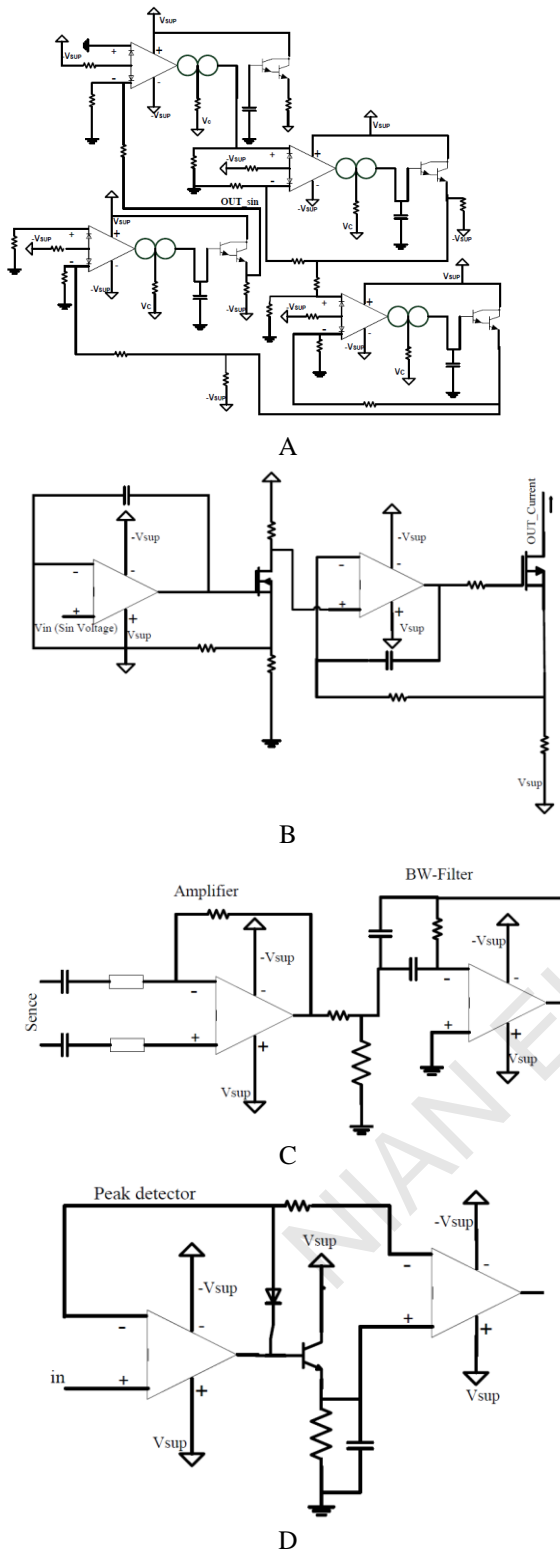 VSUP
VSUP
+
+
-
-
-VSUP
VC
-VSUP
VSUP
-VSUP
+
+
-
-
OUT_sin
-VSUP
VC
-VSUP
VSUP
-VSUP
+
+
-
-
-VSUP
VC
-VSUP
VSUP
-VSUP
+
+
-
-
-VSUP
VC
-VSUP
A
OUT_Current
-Vsup
-Vsup
-
-
-
-
+
+
+
+
Vin (Sin Voltage)
Vsup
Vsup
Vsup
B
BW-Filter
Amplifier
-Vsup
-Vsup
-
-
-
-
Sence
+
+
+
+
Vsup
Vsup
C
NIAN E
Peak detector
Vsup
-Vsup
-Vsup
-
-
-
-
in
+
+
+
+
Vsup
Vsup
D